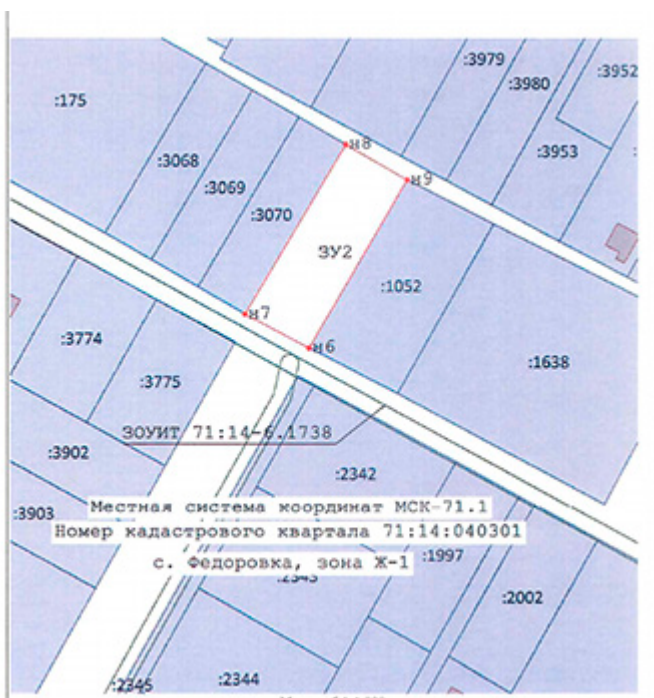 :3979
:3952
:3980
:175
н8
:3953
:3068
н9
:3069
:3070
ЗУ2
:1052
н7
:3774
н6
:1638
:3775
ЗОУИТ 71:14-6.1738
:3902
:2342
Местная система координат МСК-71.1
:3903
Номер кадастрового квартала 71:14:040301
:1997
с. Федоровка, зона Ж-1
:2343
:2002
:2344
:2345